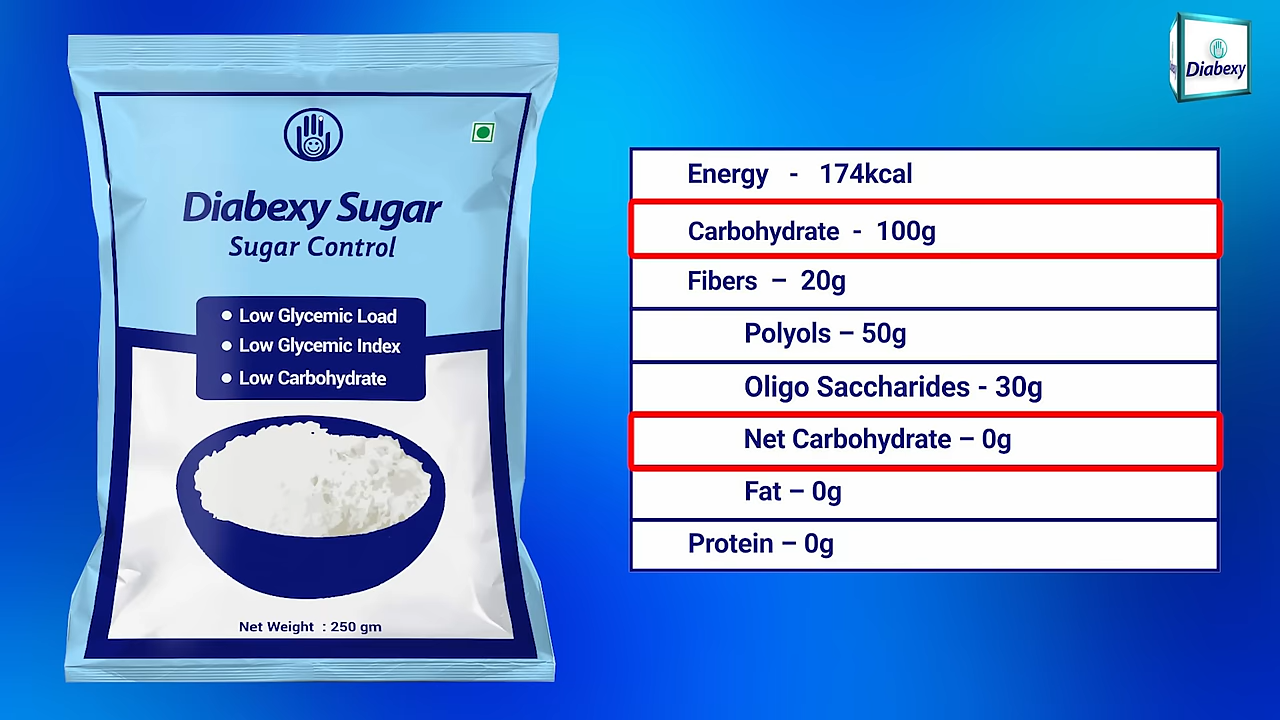 Diabexy
Diabexy Sugar
Sugar Control
• Low Glycemic Load
• Low Glycemic Index
• Low Carbohydrate
Net Weight : 250 gm
Energy - 174kcal
Carbohydrate - 100g
Fibers – 20g
Polyols – 50g
Oligo Saccharides - 30g
Net Carbohydrate – 0g
Fat – 0g
Protein – 0g